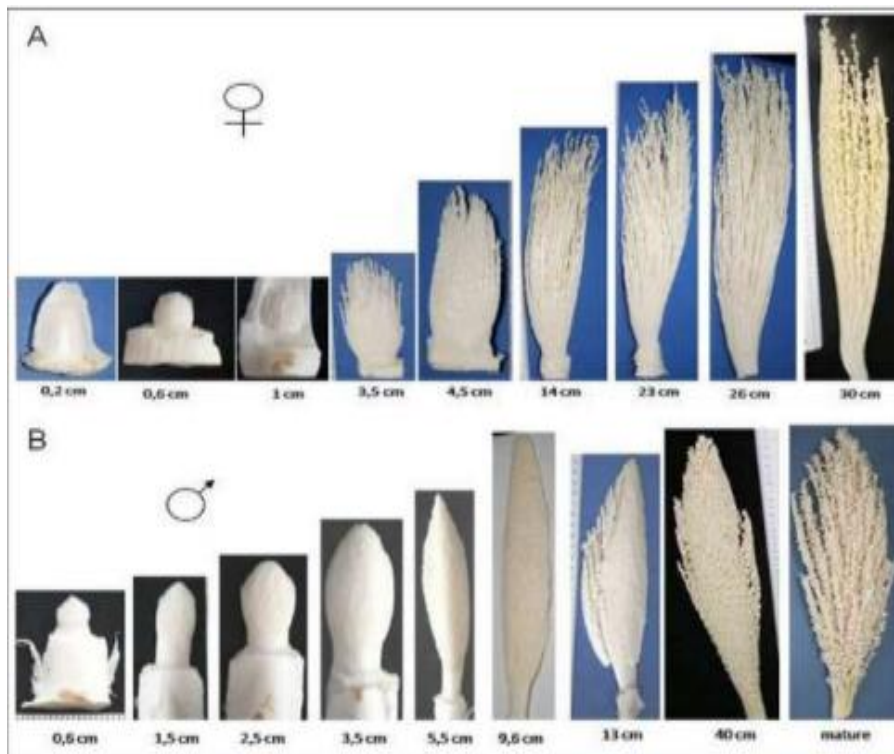 A
0,2 cm
0,6 cm
1 cm
3,5 cm
4,5 cm
14 cm
23 cm
26 cm
30 cm
B
0,6 cm
1,5 cm
2,5 cm
3,5 cm
5,5 cm
9,6 cm
13 cm
40 cm
mature